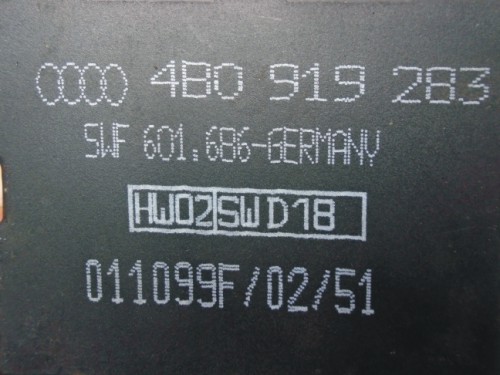 4B0 919 283
SWF 601.686-GERMANY
HW02 SW D18
011099F/02/51